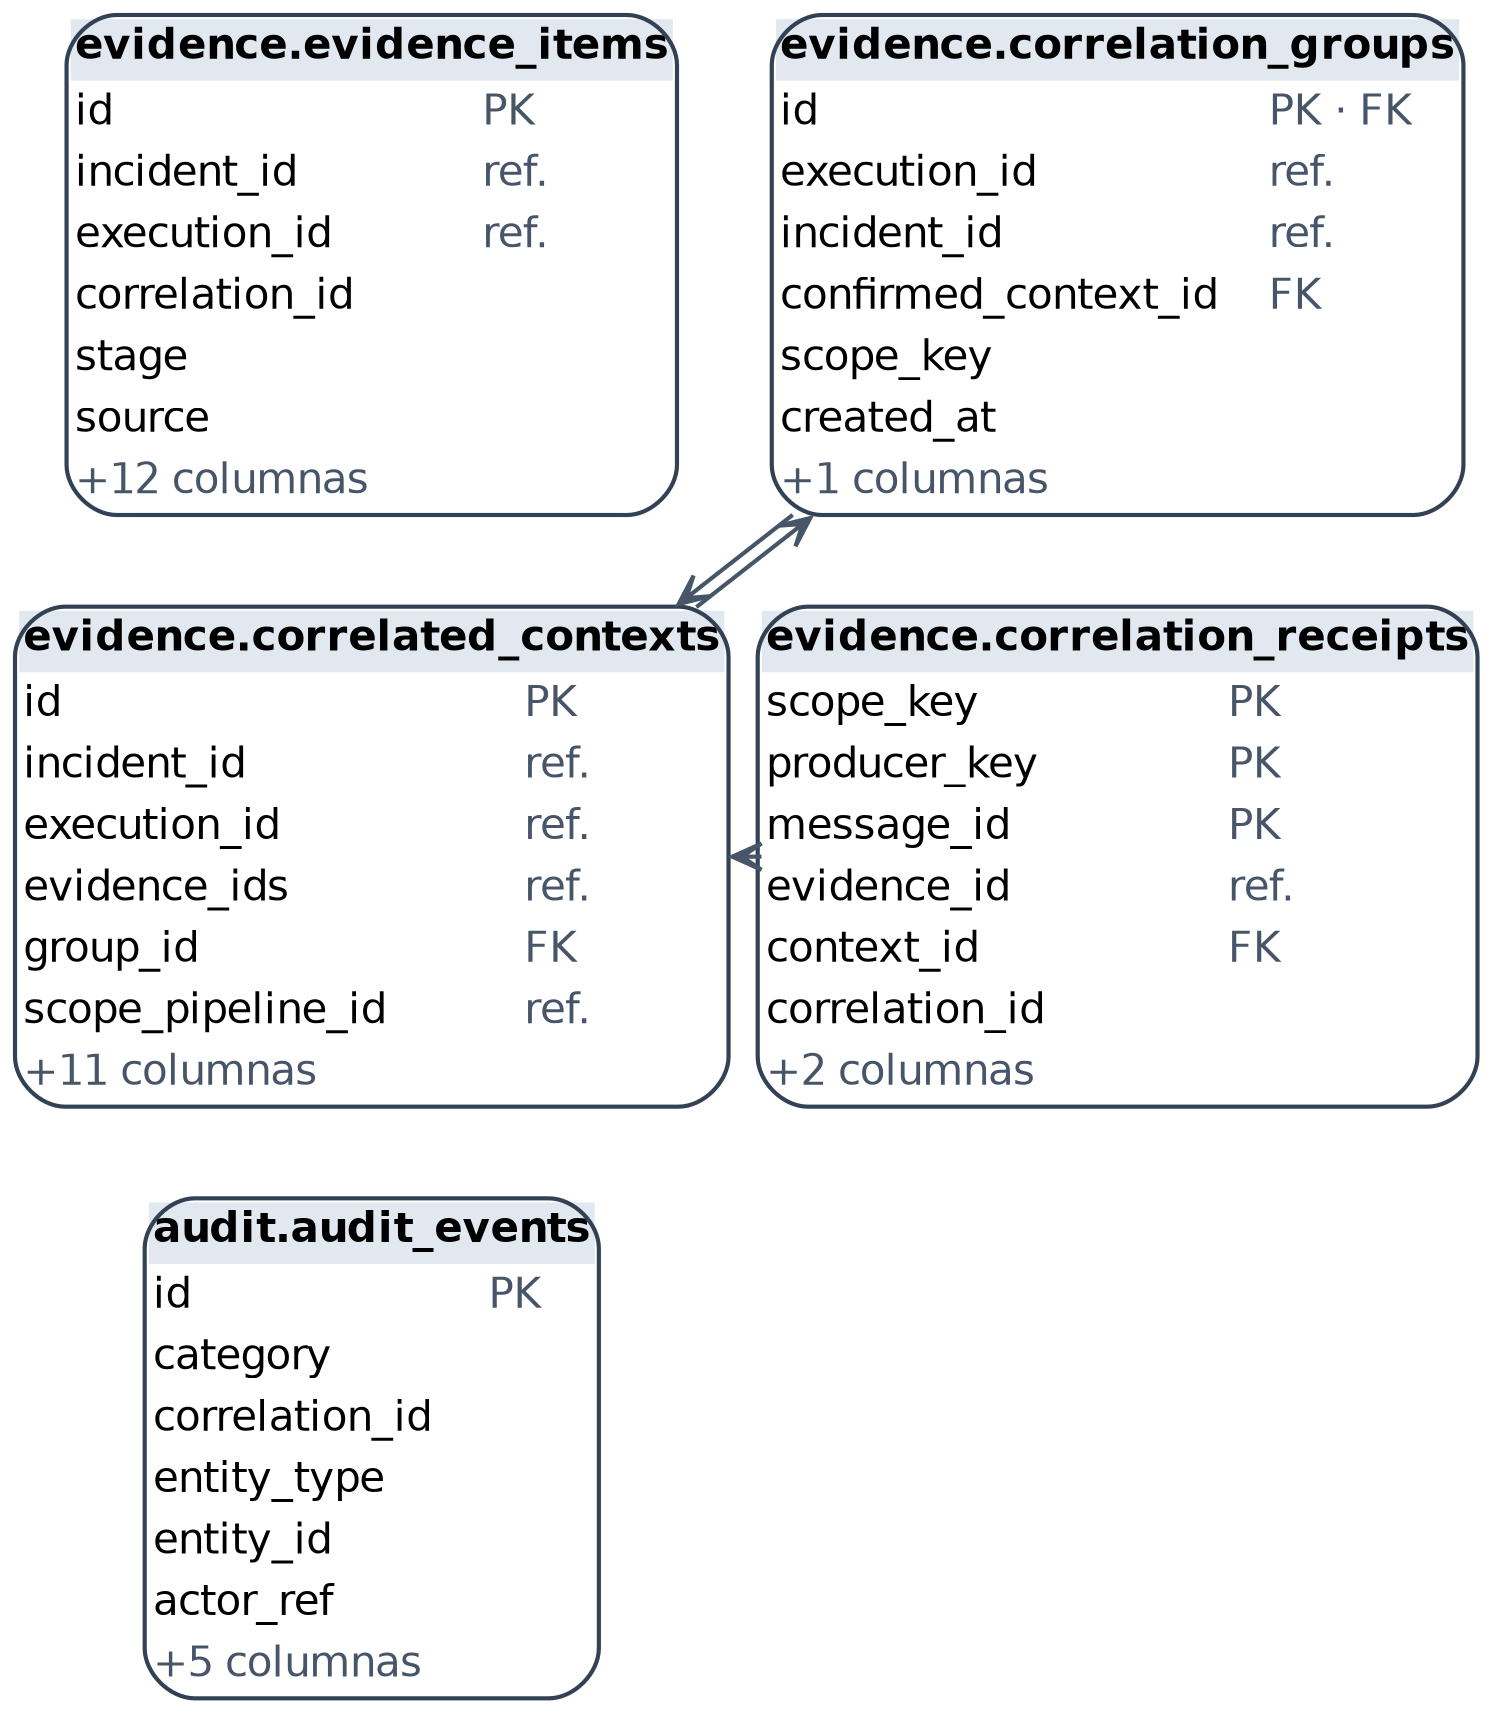 evidence.evidence_items
id PK
incident_id ref.
execution_id ref.
correlation_id
stage
source
+12 columnas
evidence.correlation_groups
id PK · FK
execution_id ref.
incident_id ref.
confirmed_context_id FK
scope_key
created_at
+1 columnas
evidence.correlated_contexts
id PK
incident_id ref.
execution_id ref.
evidence_ids ref.
group_id FK
scope_pipeline_id ref.
+11 columnas
evidence.correlation_receipts
scope_key PK
producer_key PK
message_id PK
evidence_id ref.
context_id FK
correlation_id
+2 columnas
audit.audit_events
id PK
category
correlation_id
entity_type
entity_id
actor_ref
+5 columnas